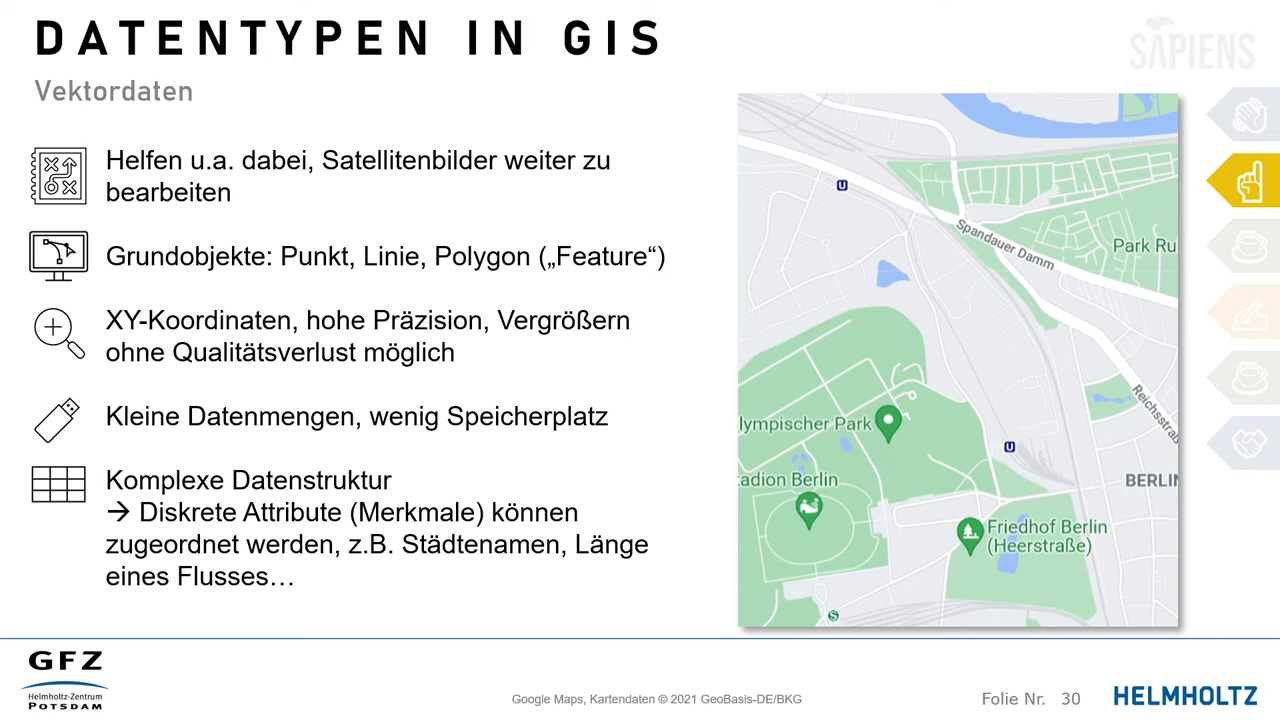 DATENTYPEN IN GIS
SAPIENS
Vektordaten
Helfen u.a. dabei, Satellitenbilder weiter zu
bearbeiten
Grundobjekte: Punkt, Linie, Polygon („Feature“)
XY-Koordinaten, hohe Präzision, Vergrößern
ohne Qualitätsverlust möglich
Kleine Datenmengen, wenig Speicherplatz
Komplexe Datenstruktur
→ Diskrete Attribute (Merkmale) können
zugeordnet werden, z.B. Städtenamen, Länge
eines Flusses…
U
Spandauer Damm
Park Ru
Reichsstraß
lympischer Park
U
tadion Berlin
BERLIN
Friedhof Berlin
(Heerstraße)
S
GFZ
Helmholtz-Zentrum
POTSDAM
Google Maps, Kartendaten © 2021 GeoBasis-DE/BKG
Folie Nr. 30
HELMHOLTZ